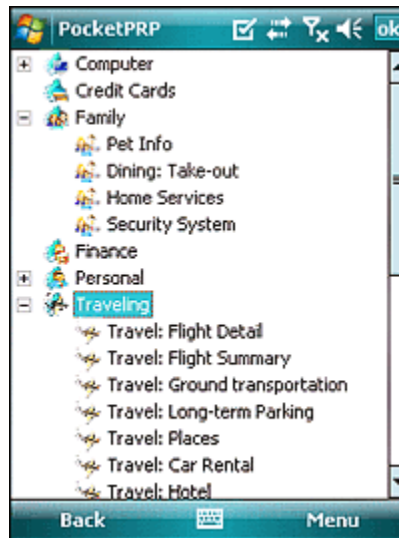 PocketPRP ok
Computer
Credit Cards
Family
Pet Info
Dining: Take-out
Home Services
Security System
Finance
Personal
Traveling
Travel: Flight Detail
Travel: Flight Summary
Travel: Ground transportation
Travel: Long-term Parking
Travel: Places
Travel: Car Rental
Travel: Hotel
Back Menu